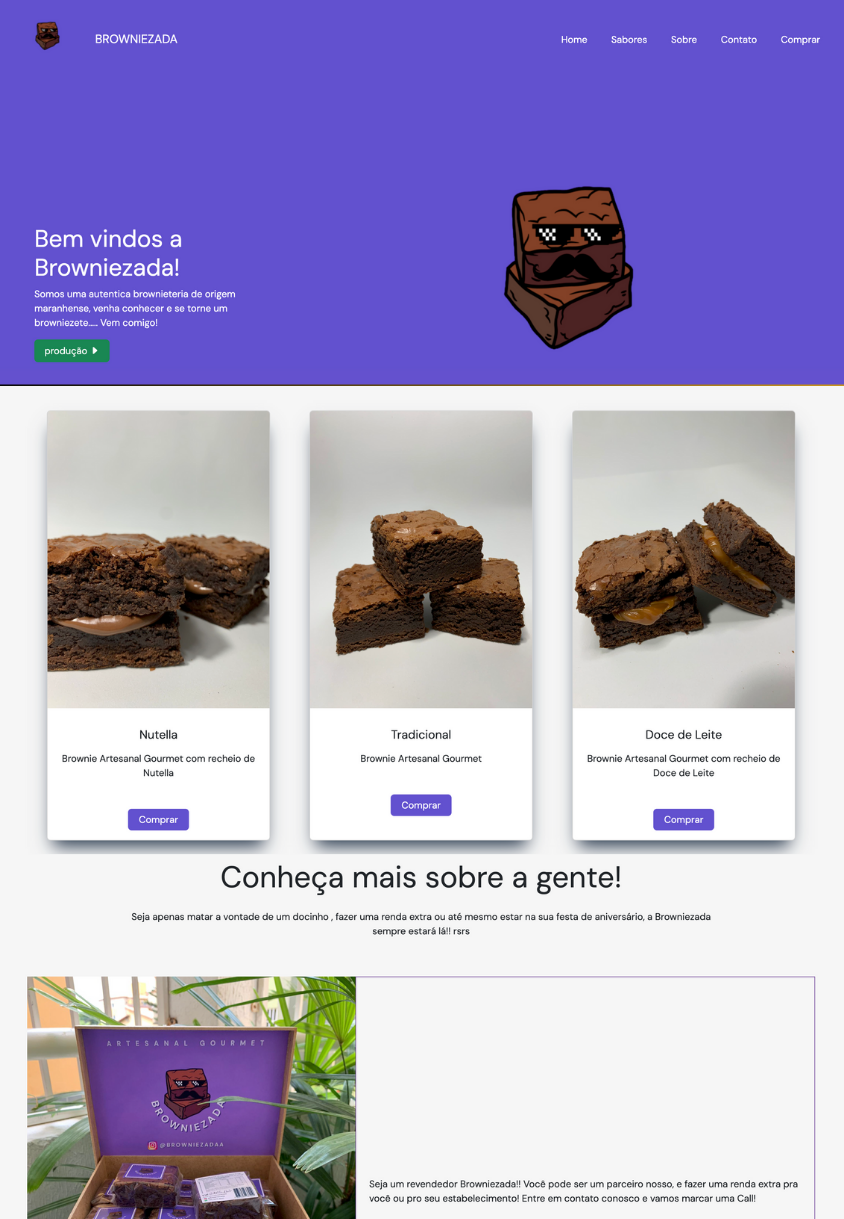 BROWNIEZADA
Home Sabores Sobre Contato Comprar
Bem vindos a
Browniezada!
Somos uma autentica brownieteria de origem
maranhense, venha conhecer e se torne um
browniezete..... Vem comigo!
produção
Nutella
Brownie Artesanal Gourmet com recheio de
Nutella
Comprar
Tradicional
Brownie Artesanal Gourmet
Comprar
Doce de Leite
Brownie Artesanal Gourmet com recheio de
Doce de Leite
Comprar
Conheça mais sobre a gente!
Seja apenas matar a vontade de um docinho , fazer uma renda extra ou até mesmo estar na sua festa de aniversário, a Browniezada
sempre estará lá!! rsrs
ARTESANAL GOURMET
BROWNIEZADA
@BROWNIEZADAA
Seja um revendedor Browniezada!! Você pode ser um parceiro nosso, e fazer uma renda extra pra
você ou pro seu estabelecimento! Entre em contato conosco e vamos marcar uma Call!